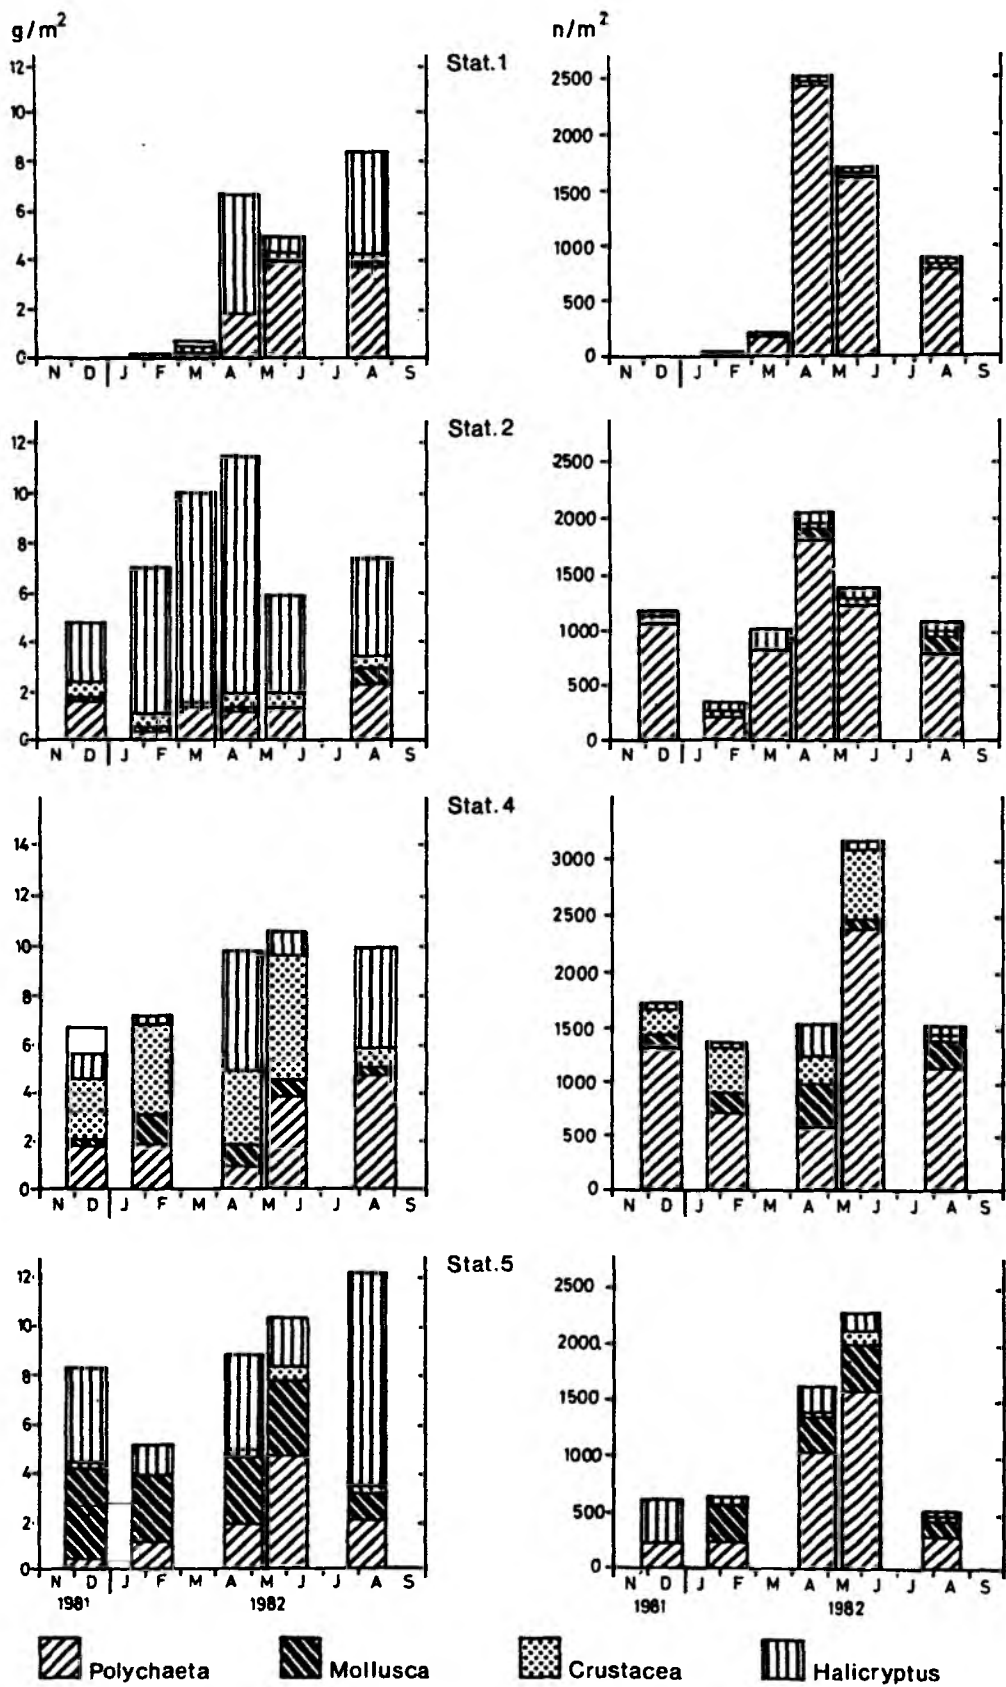 g/m² n/m²
Stat.1
12 10 8 6 4 2 0
2500 2000 1500 1000 500 0
N D J F M A M J J A S N D J F M A M J J A S
Stat.2
12 10 8 6 4 2 0
2500 2000 1500 1000 500 0
N D J F M A M J J A S N D J F M A M J J A S
Stat.4
14 12 10 8 6 4 2 0
3000 2500 2000 1500 1000 500 0
N D J F M A M J J A S N D J F M A M J J A S
Stat.5
12 10 8 6 4 2 0
2500 2000 1500 1000 500 0
N D J F M A M J J A S N D J F M A M J J A S
1981 1982 1981 1982
Polychaeta Mollusca Crustacea Halicryptus